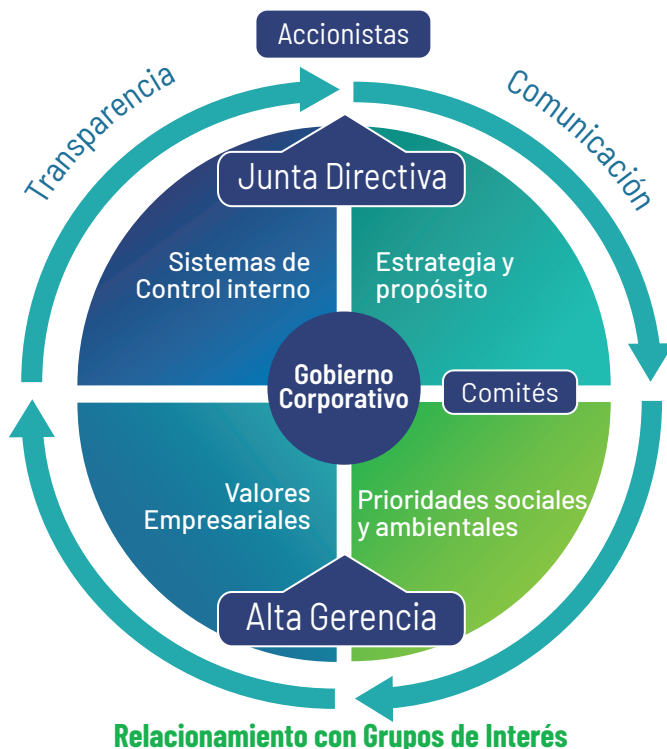 Accionistas
Transparencia
Comunicación
Junta Directiva
Sistemas de
Control interno
Estrategia y
propósito
Gobierno
Corporativo
Comités
Valores
Empresariales
Prioridades sociales
y ambientales
Alta Gerencia
Relacionamiento con Grupos de Interés